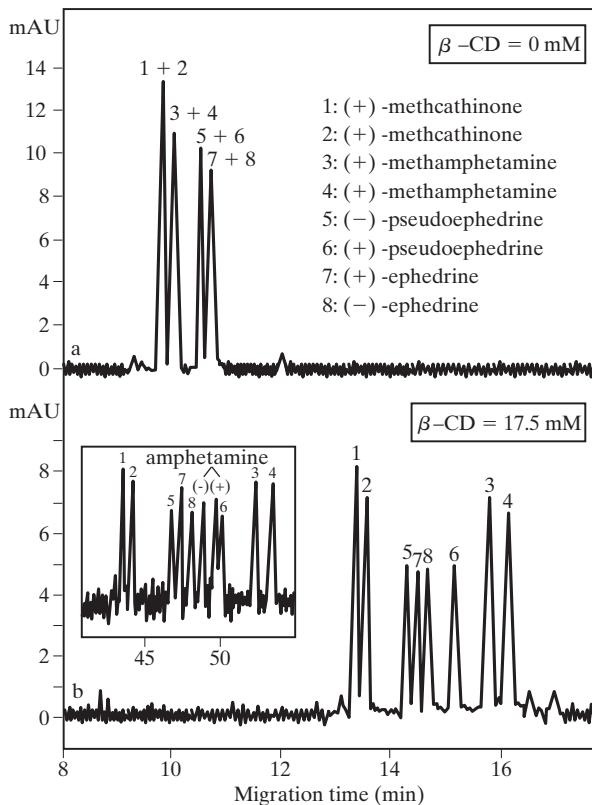 mAU
β –CD = 0 mM
14
12
10
8
6
4
2
0
1 + 2
3 + 4
5 + 6
7 + 8
1: (+) -methcathinone
2: (+) -methcathinone
3: (+) -methamphetamine
4: (+) -methamphetamine
5: (−) -pseudoephedrine
6: (+) -pseudoephedrine
7: (+) -ephedrine
8: (−) -ephedrine
a
mAU
β–CD = 17.5 mM
8
6
4
2
0
amphetamine
(-) (+)
1
2
5
7
8
6
3
4
45
50
1
2
5
7
8
6
3
4
b
8
10
12
14
16
Migration time (min)